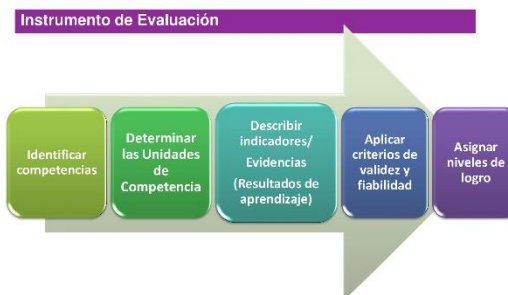 Instrumento de Evaluación
Identificar
competencias
Determinar
las Unidades
de
Competencia
Describir
indicadores/
Evidencias
(Resultados de
aprendizaje)
Aplicar
criterios de
validez y
fiabilidad
Asignar
niveles de
logro